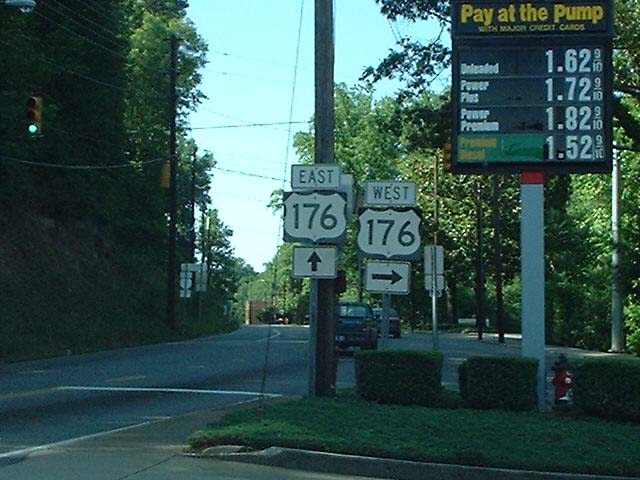 Pay at the Pump
WITH MAJOR CREDIT CARDS
Unleaded 1.62 9/10
Power Plus 1.72 9/10
Power Premium 1.82 9/10
Premium Diesel 1.52 9/10
EAST
176
WEST
176